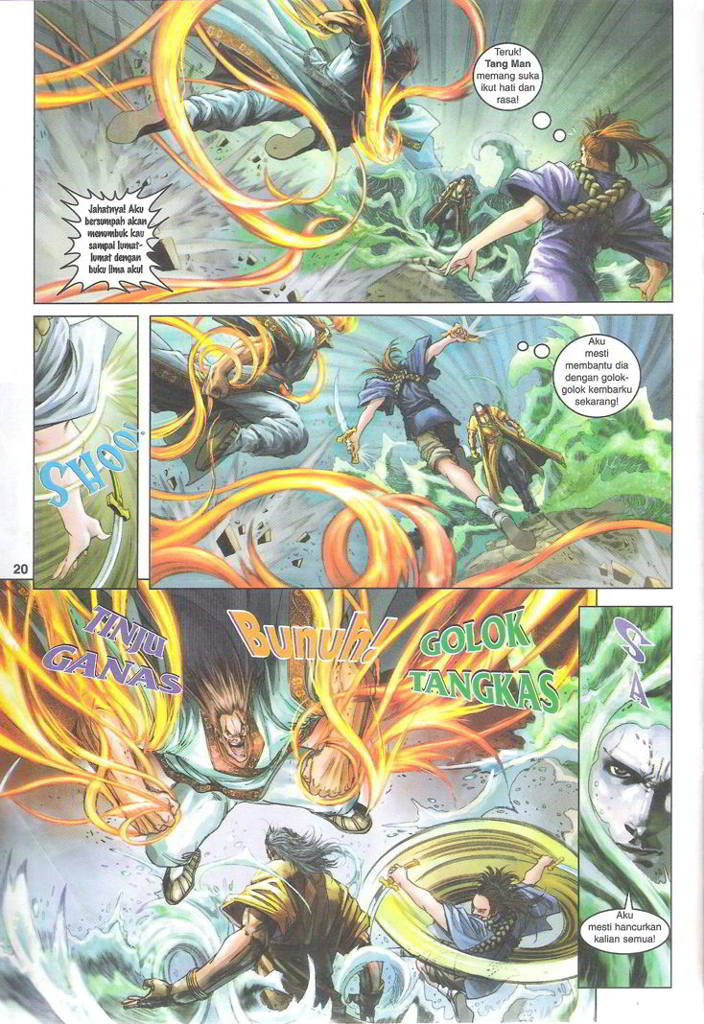 Teruk!
Tang Man
memang suka
ikut hati dan
rasa!
Jahatnya! Aku
bersumpah akan
menumbuk kau
sampai lumat-
lumat dengan
buku lima aku!
SHOO!
Aku
mesti
membantu dia
dengan golok-
golok kembarku
sekarang!
20
TINJU
GANAS
Bunuh!
GOLOK
TANGKAS
SA
Aku
mesti hancurkan
kalian semua!